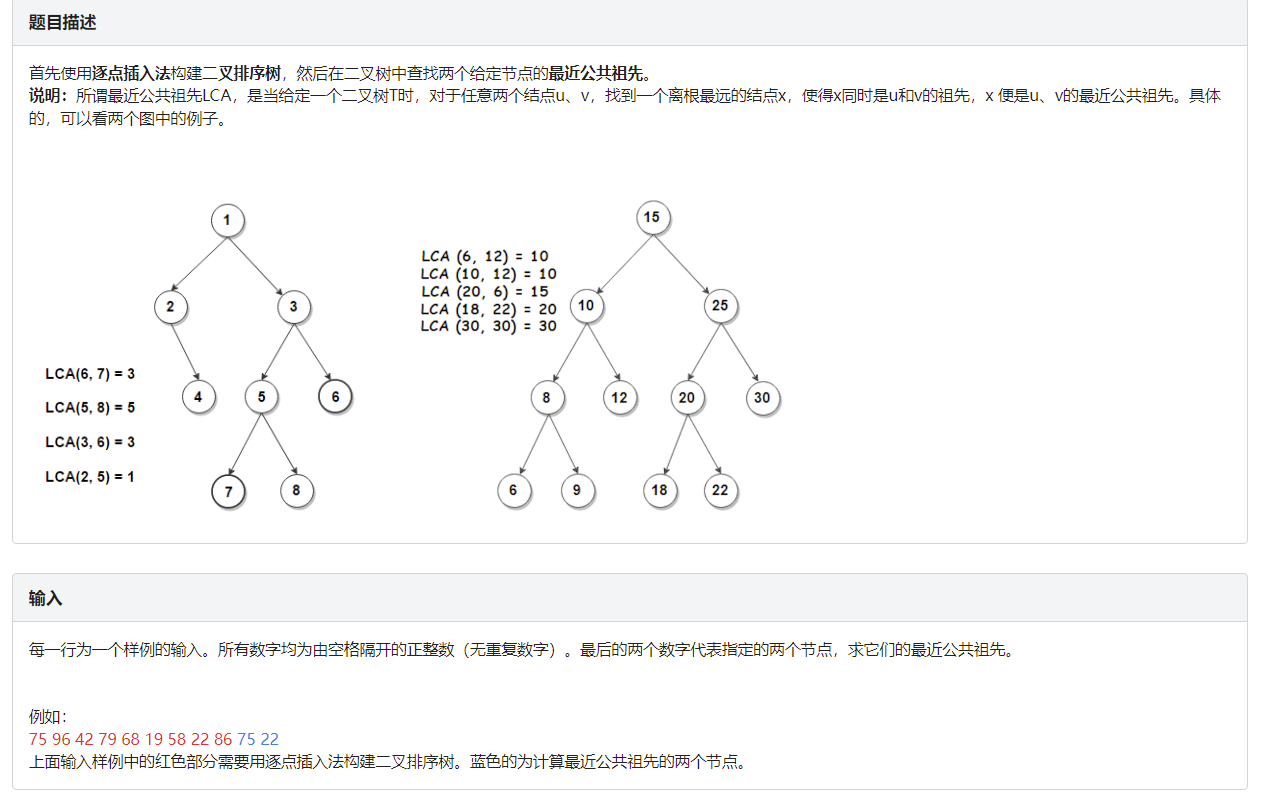 题目描述
首先使用逐点插入法构建二叉排序树，然后在二叉树中查找两个给定节点的最近公共祖先。
说明：所谓最近公共祖先LCA，是当给定一个二叉树T时，对于任意两个结点u、v，找到一个离根最远的结点x，使得x同时是u和v的祖先，x 便是u、v的最近公共祖先。具体
的，可以看两个图中的例子。
1
2
3
4
5
6
7
8
LCA(6, 7) = 3
LCA(5, 8) = 5
LCA(3, 6) = 3
LCA(2, 5) = 1
LCA (6, 12) = 10
LCA (10, 12) = 10
LCA (20, 6) = 15
LCA (18, 22) = 20
LCA (30, 30) = 30
15
10
25
8
12
20
30
6
9
18
22
输入
每一行为一个样例的输入。所有数字均为由空格隔开的正整数（无重复数字）。最后的两个数字代表指定的两个节点，求它们的最近公共祖先。
例如：
75 96 42 79 68 19 58 22 86 75 22
上面输入样例中的红色部分需要用逐点插入法构建二叉排序树。蓝色的为计算最近公共祖先的两个节点。